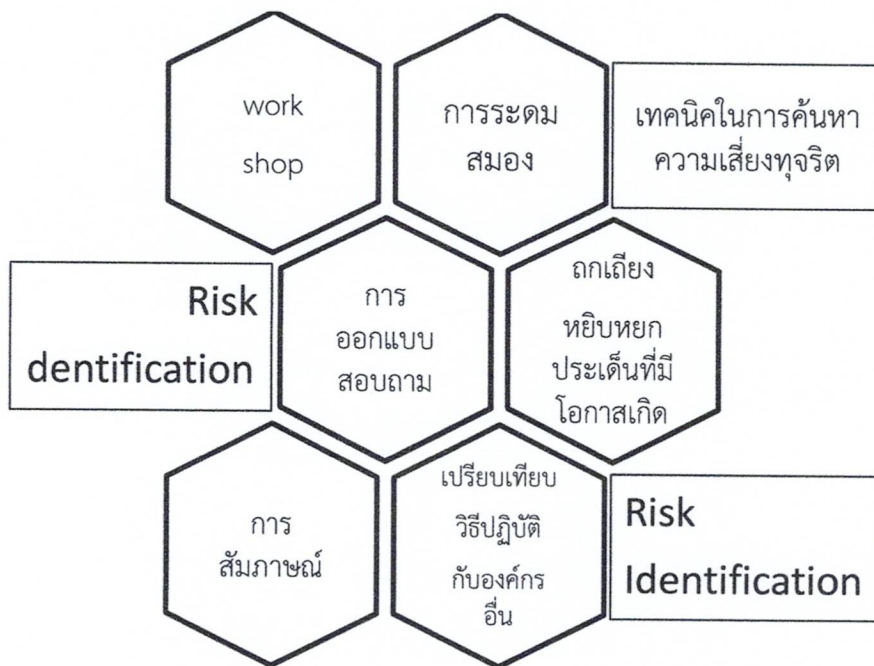 work
shop
การระดม
สมอง
เทคนิคในการค้นหา
ความเสี่ยงทุจริต
Risk
dentification
การ
ออกแบบ
สอบถาม
ถกเถียง
หยิบหยก
ประเด็นที่มี
โอกาสเกิด
การ
สัมภาษณ์
เปรียบเทียบ
วิธีปฏิบัติ
กับองค์กร
อื่น
Risk
Identification